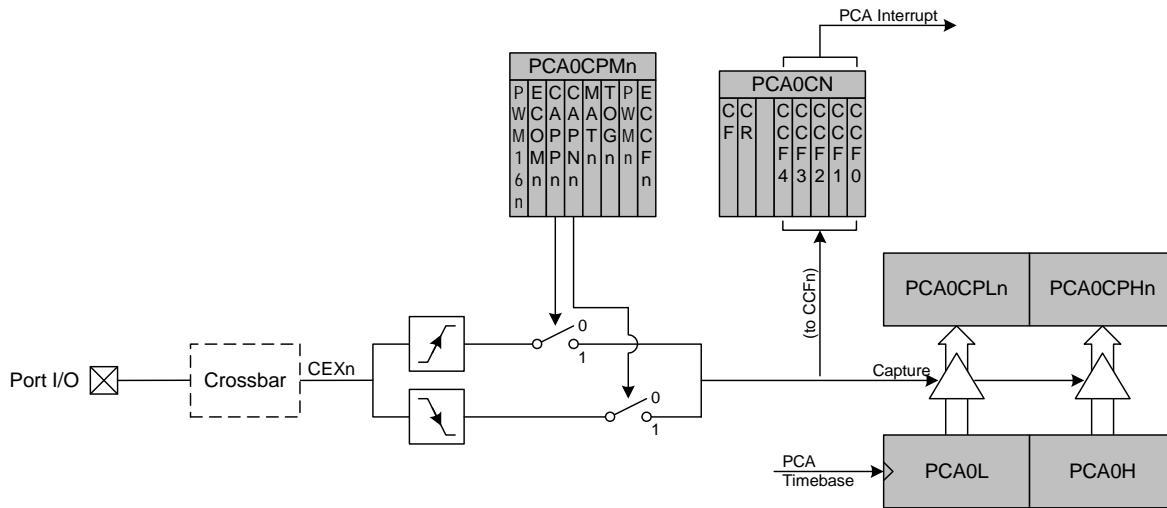 PCA Interrupt
PCA0CPMn
PWM16n
ECOMn
CAPPn
CAPNn
MATn
TOGn
PWMn
ECCFn
PCA0CN
CF
CR
CCF4
CCF3
CCF2
CCF1
CCF0
(to CCFn)
PCA0CPLn
PCA0CPHn
0
1
Port I/O
Crossbar
CEXn
Capture
0
1
PCA
Timebase
PCA0L
PCA0H